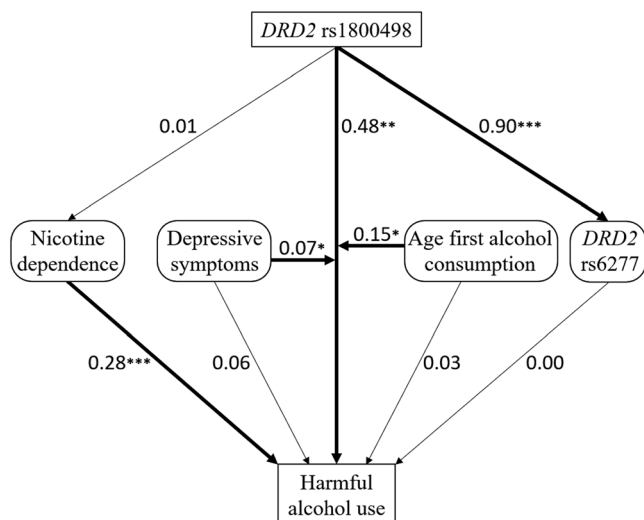 DRD2 rs1800498
0.01
0.48**
0.90***
Nicotine
dependence
Depressive
symptoms
0.07*
0.15*
Age first alcohol
consumption
DRD2
rs6277
0.28***
0.06
0.03
0.00
Harmful
alcohol use